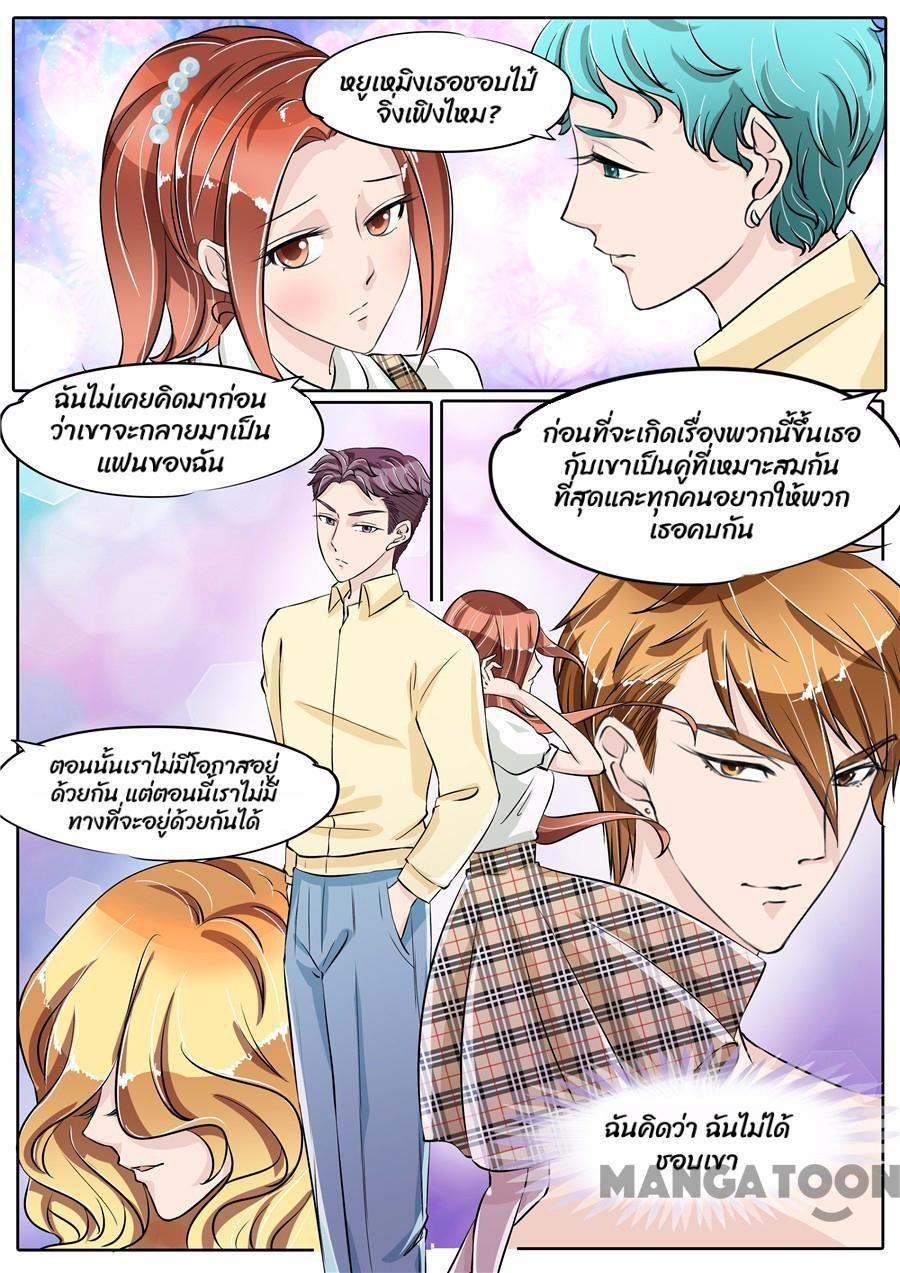 หยูเหมิงเธอชอบไป๋
จิ่งเฟิงไหม?
ฉันไม่เคยคิดมาก่อน
ว่าเขาจะกลายมาเป็น
แฟนของฉัน
ก่อนที่จะเกิดเรื่องพวกนี้ขึ้นเธอ
กับเขาเป็นคู่ที่เหมาะสมกัน
ที่สุดและทุกคนอยากให้พวก
เธอคบกัน
ตอนนั้นเราไม่มีโอกาสอยู่
ด้วยกัน แต่ตอนนี้เราไม่มี
ทางที่จะอยู่ด้วยกันได้
ฉันคิดว่า ฉันไม่ได้
ชอบเขา
MANGATOON